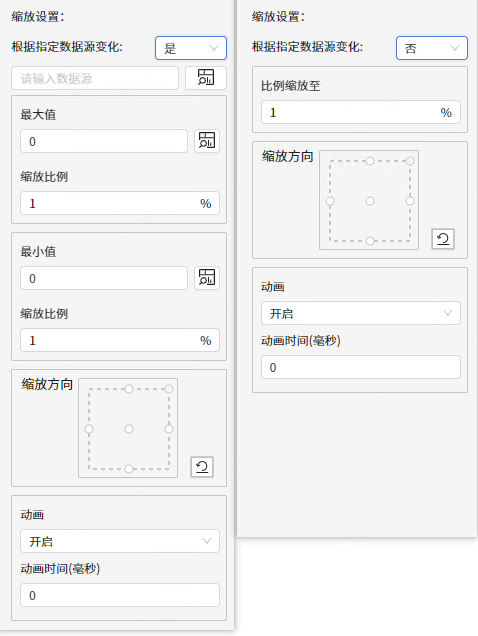 缩放设置:
根据指定数据源变化:
是
请输入数据源
最大值
0
缩放比例
1 %
最小值
0
缩放比例
1 %
缩放方向
动画
开启
动画时间(毫秒)
0
缩放设置:
根据指定数据源变化:
否
比例缩放至
1 %
缩放方向
动画
开启
动画时间(毫秒)
0